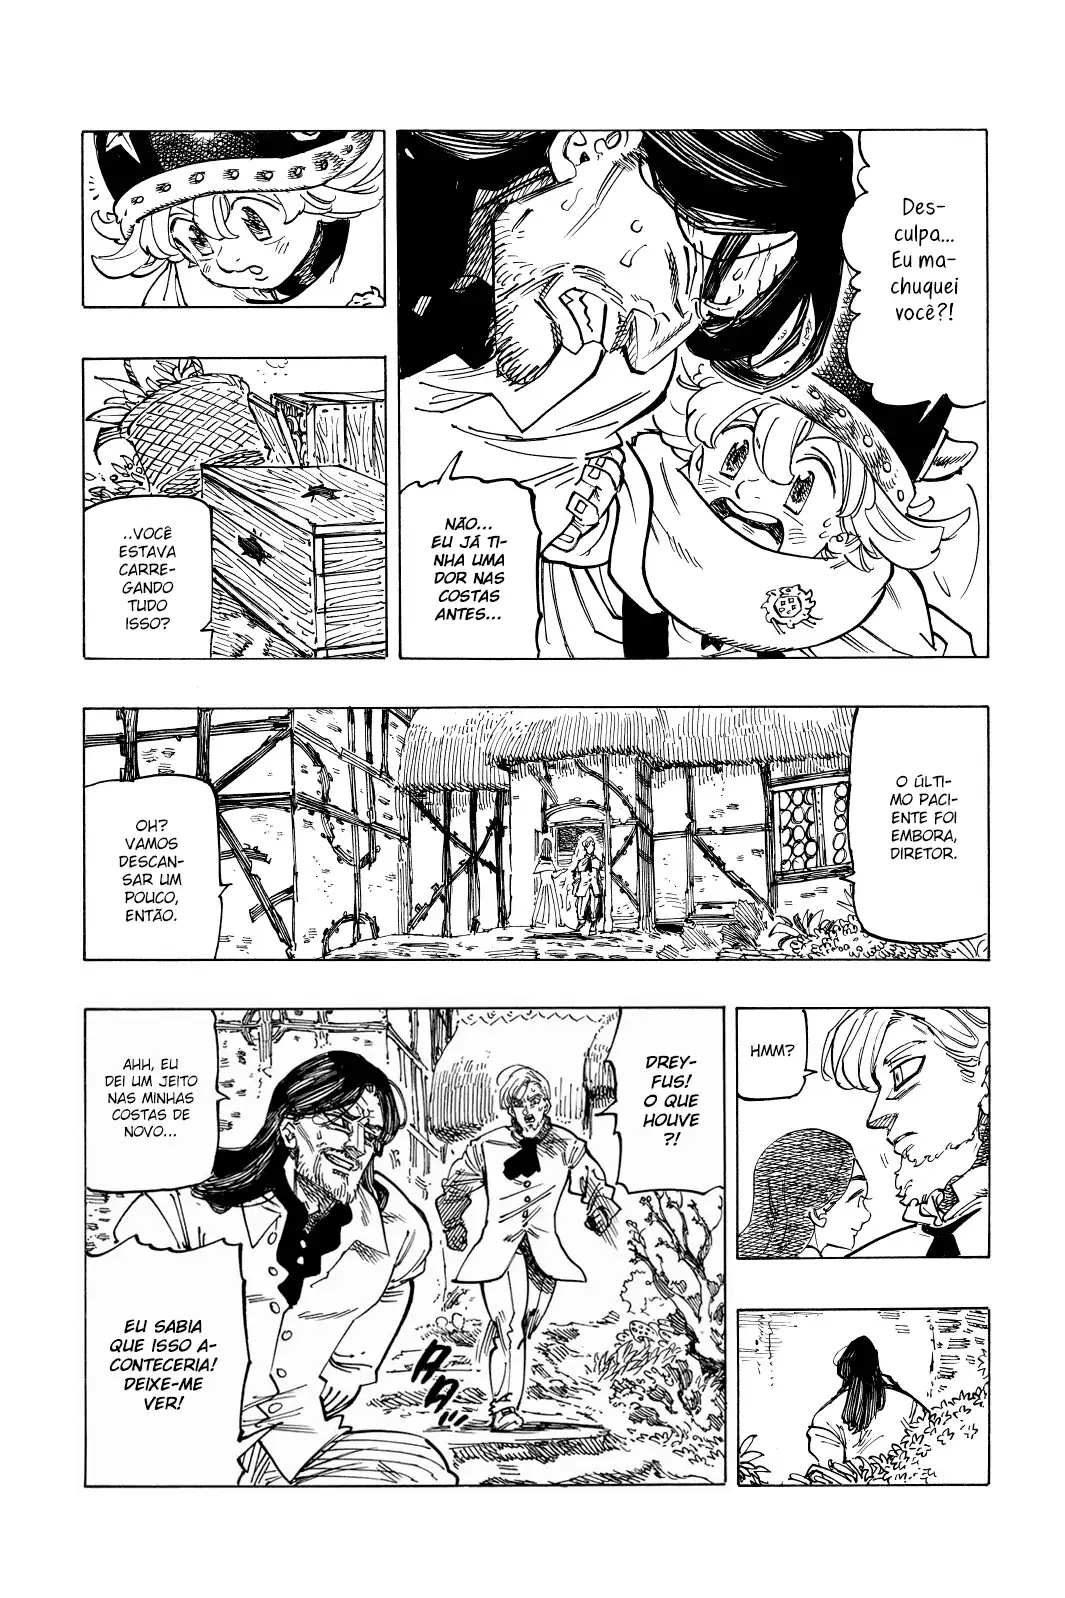 Des-
culpa...
Eu ma-
chuquei
você?!
NÃO...
EU JÁ TI-
NHA UMA
DOR NAS
COSTAS
ANTES...
..VOCÊ
ESTAVA
CARRE-
GANDO
TUDO
ISSO?
O ÚLTI-
MO PACI-
ENTE FOI
EMBORA,
DIRETOR.
OH?
VAMOS
DESCAN-
SAR UM
POUCO,
ENTÃO.
HMM?
DREY-
FUS!
O QUE
HOUVE
?!
AHH, EU
DEI UM JEITO
NAS MINHAS
COSTAS DE
NOVO...
EU SABIA
QUE ISSO A-
CONTECERIA!
DEIXE-ME
VER!